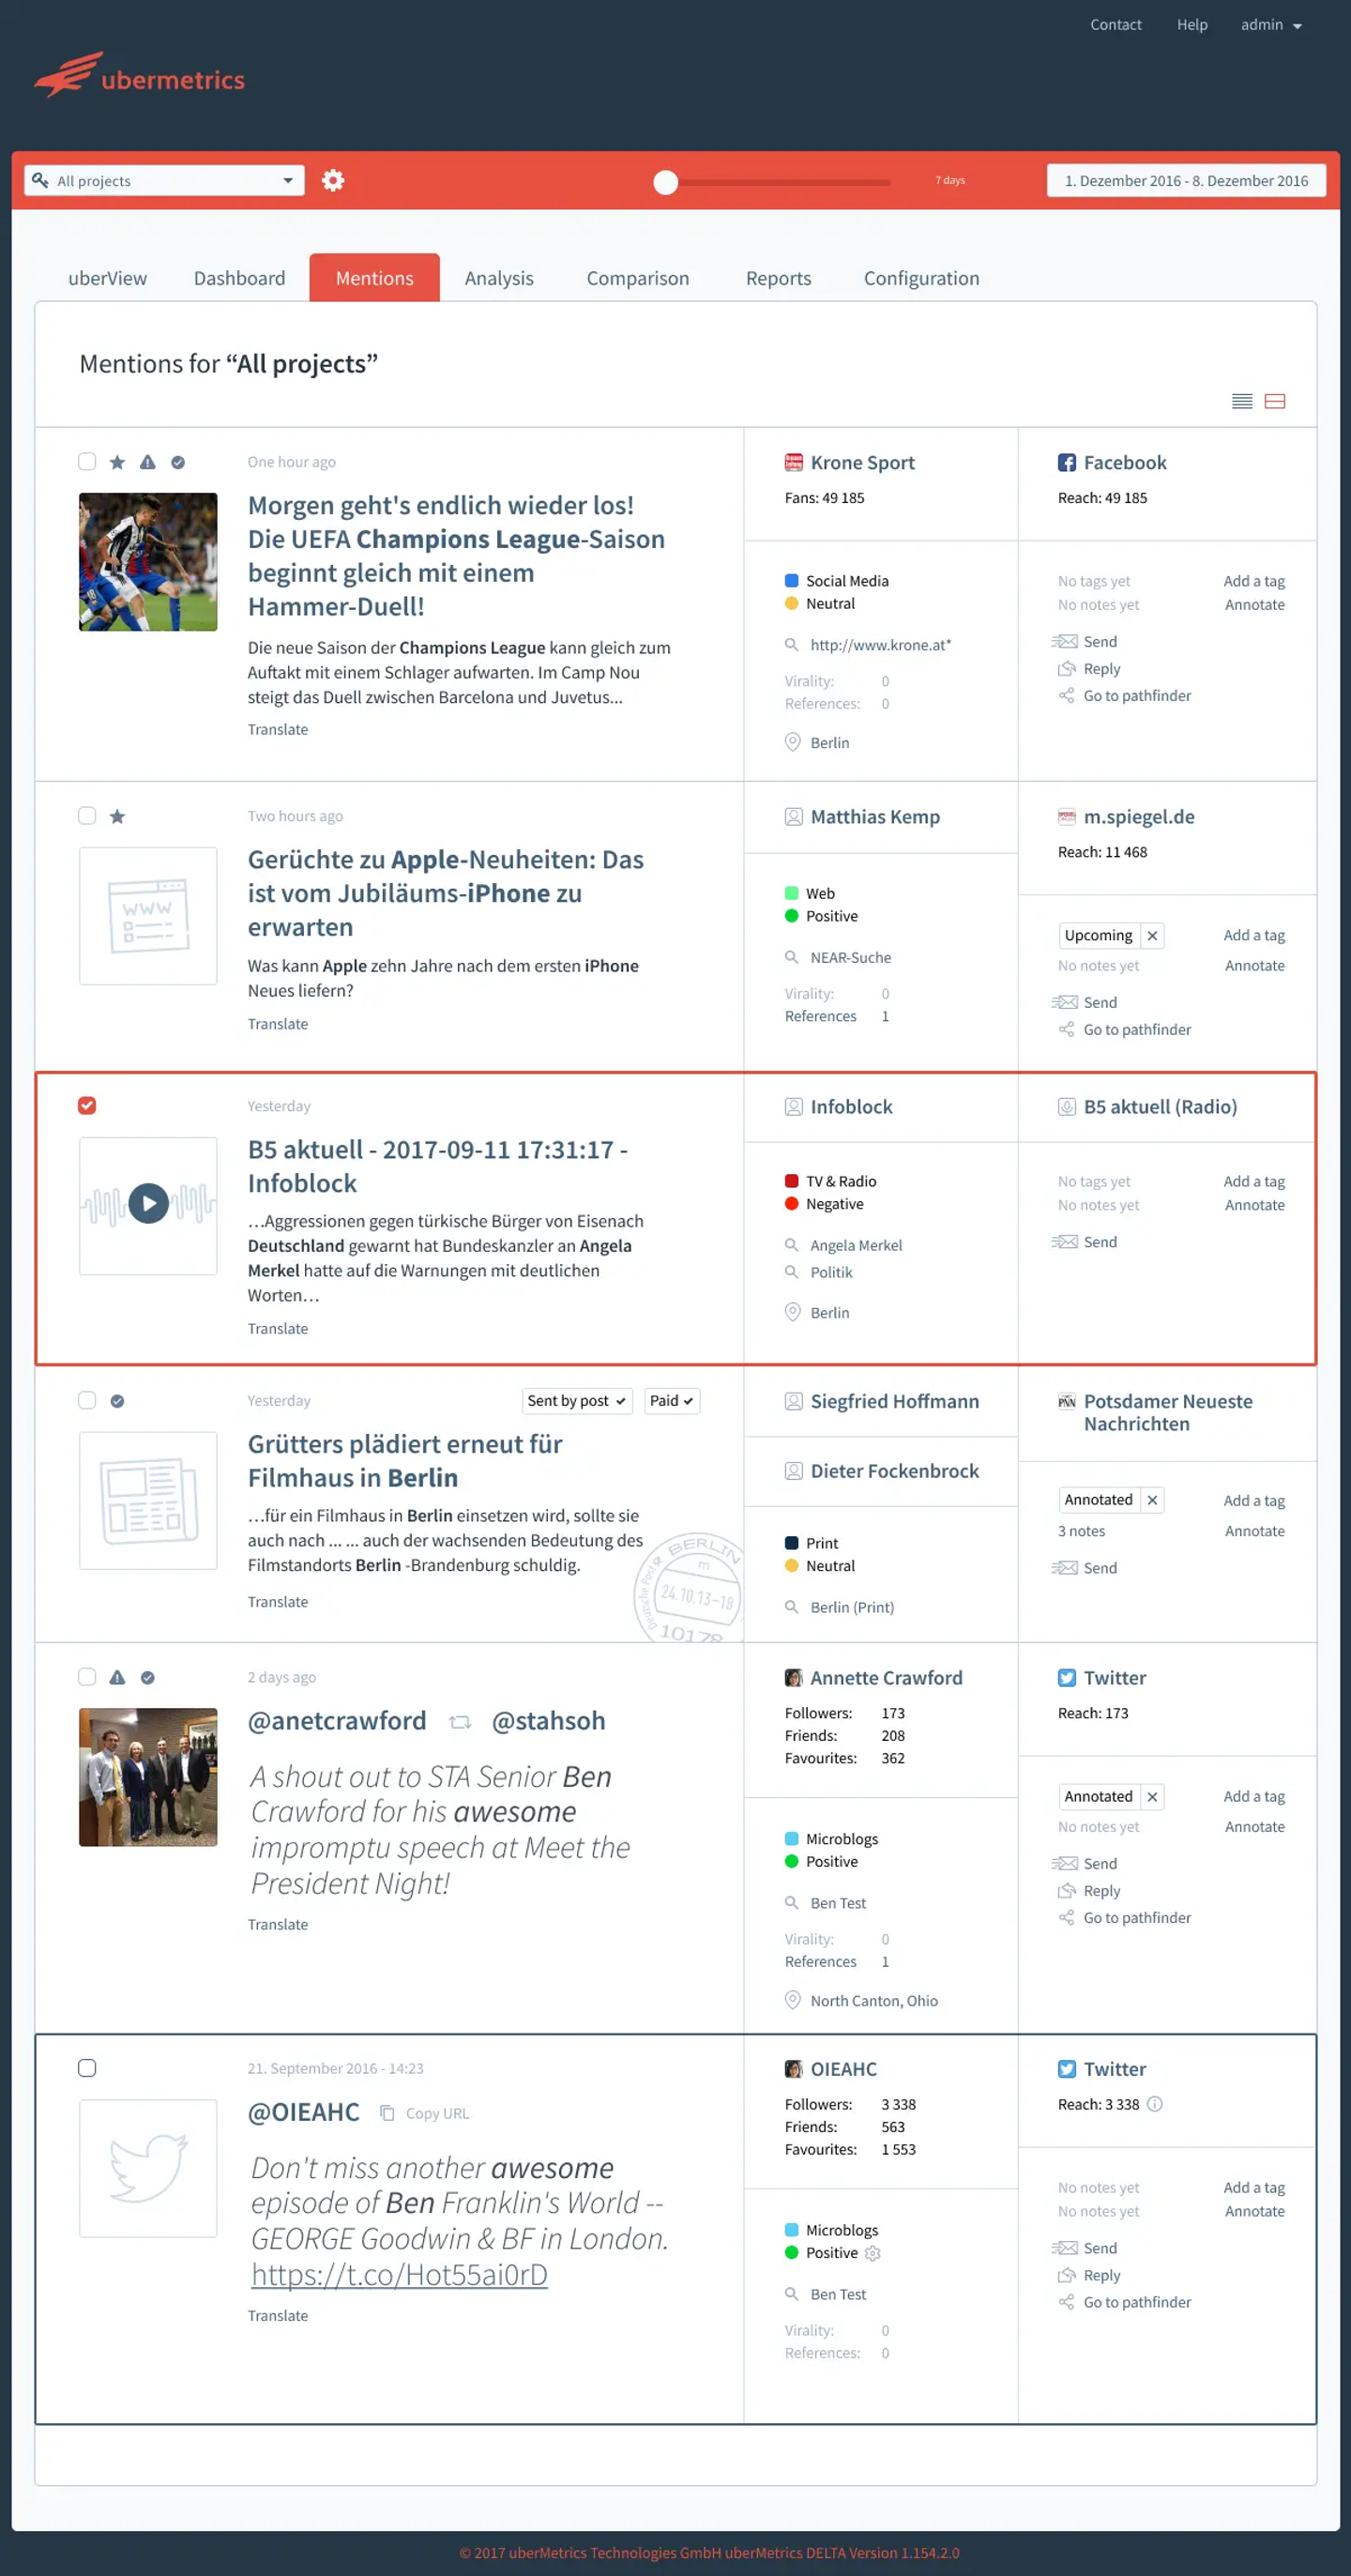 Contact Help admin
ubermetrics
All projects
7 days
1. Dezember 2016 - 8. Dezember 2016
uberView Dashboard Mentions Analysis Comparison Reports Configuration
Mentions for “All projects”
One hour ago
Morgen geht's endlich wieder los!
Die UEFA Champions League-Saison
beginnt gleich mit einem
Hammer-Duell!
Die neue Saison der Champions League kann gleich zum
Auftakt mit einem Schlager aufwarten. Im Camp Nou
steigt das Duell zwischen Barcelona und Juvetus...
Translate
Krone Sport
Fans: 49 185
Social Media
Neutral
http://www.krone.at*
Virality: 0
References: 0
Berlin
Facebook
Reach: 49 185
No tags yet Add a tag
No notes yet Annotate
Send
Reply
Go to pathfinder
Two hours ago
Gerüchte zu Apple-Neuheiten: Das
ist vom Jubiläums-iPhone zu
erwarten
Was kann Apple zehn Jahre nach dem ersten iPhone
Neues liefern?
Translate
WWW
Matthias Kemp
Web
Positive
NEAR-Suche
Virality: 0
References 1
m.spiegel.de
Reach: 11 468
Upcoming Add a tag
No notes yet Annotate
Send
Go to pathfinder
Yesterday
B5 aktuell - 2017-09-11 17:31:17 -
Infoblock
…Aggressionen gegen türkische Bürger von Eisenach
Deutschland gewarnt hat Bundeskanzler an Angela
Merkel hatte auf die Warnungen mit deutlichen
Worten…
Translate
Infoblock
TV & Radio
Negative
Angela Merkel
Politik
Berlin
B5 aktuell (Radio)
No tags yet Add a tag
No notes yet Annotate
Send
Yesterday Sent by post Paid
Grütters plädiert erneut für
Filmhaus in Berlin
…für ein Filmhaus in Berlin einsetzen wird, sollte sie
auch nach ... ... auch der wachsenden Bedeutung des
Filmstandorts Berlin -Brandenburg schuldig.
Translate
BERLIN
m
Deutsche Post
24.10.13–18
10178
Siegfried Hoffmann
Dieter Fockenbrock
Print
Neutral
Berlin (Print)
PNN
Potsdamer Neueste
Nachrichten
Annotated Add a tag
3 notes Annotate
Send
2 days ago
@anetcrawford @stahsoh
A shout out to STA Senior Ben
Crawford for his awesome
impromptu speech at Meet the
President Night!
Translate
Annette Crawford
Followers: 173
Friends: 208
Favourites: 362
Microblogs
Positive
Ben Test
Virality: 0
References 1
North Canton, Ohio
Twitter
Reach: 173
Annotated Add a tag
No notes yet Annotate
Send
Reply
Go to pathfinder
21. September 2016 - 14:23
@OIEAHC Copy URL
Don't miss another awesome
episode of Ben Franklin's World --
GEORGE Goodwin & BF in London.
https://t.co/Hot55ai0rD
Translate
OIEAHC
Followers: 3 338
Friends: 563
Favourites: 1 553
Microblogs
Positive
Ben Test
Virality: 0
References: 0
Twitter
Reach: 3 338
No notes yet Add a tag
No notes yet Annotate
Send
Reply
Go to pathfinder
© 2017 uberMetrics Technologies GmbH uberMetrics DELTA Version 1.154.2.0